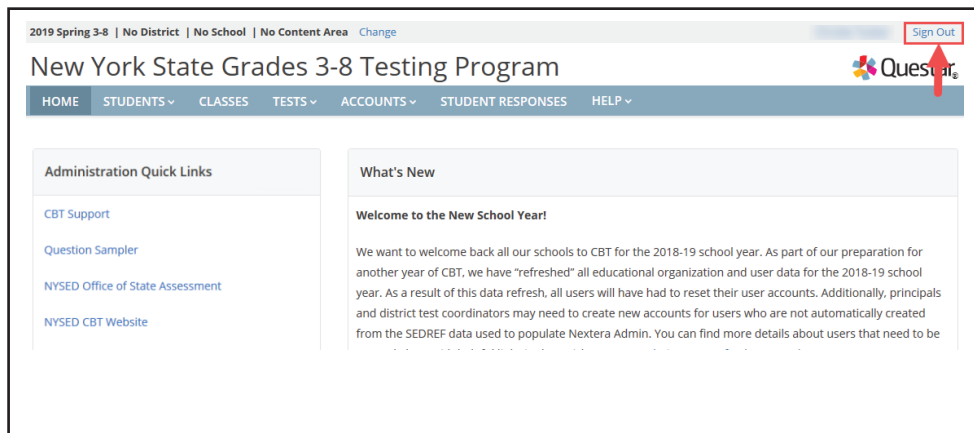 2019 Spring 3-8 | No District | No School | No Content Area Change
Sign Out
New York State Grades 3-8 Testing Program
Questar®
HOME STUDENTS CLASSES TESTS ACCOUNTS STUDENT RESPONSES HELP
Administration Quick Links
CBT Support
Question Sampler
NYSED Office of State Assessment
NYSED CBT Website
What's New
Welcome to the New School Year!
We want to welcome back all our schools to CBT for the 2018-19 school year. As part of our preparation for
another year of CBT, we have “refreshed” all educational organization and user data for the 2018-19 school
year. As a result of this data refresh, all users will have had to reset their user accounts. Additionally, principals
and district test coordinators may need to create new accounts for users who are not automatically created
from the SEDREF data used to populate Nextera Admin. You can find more details about users that need to be